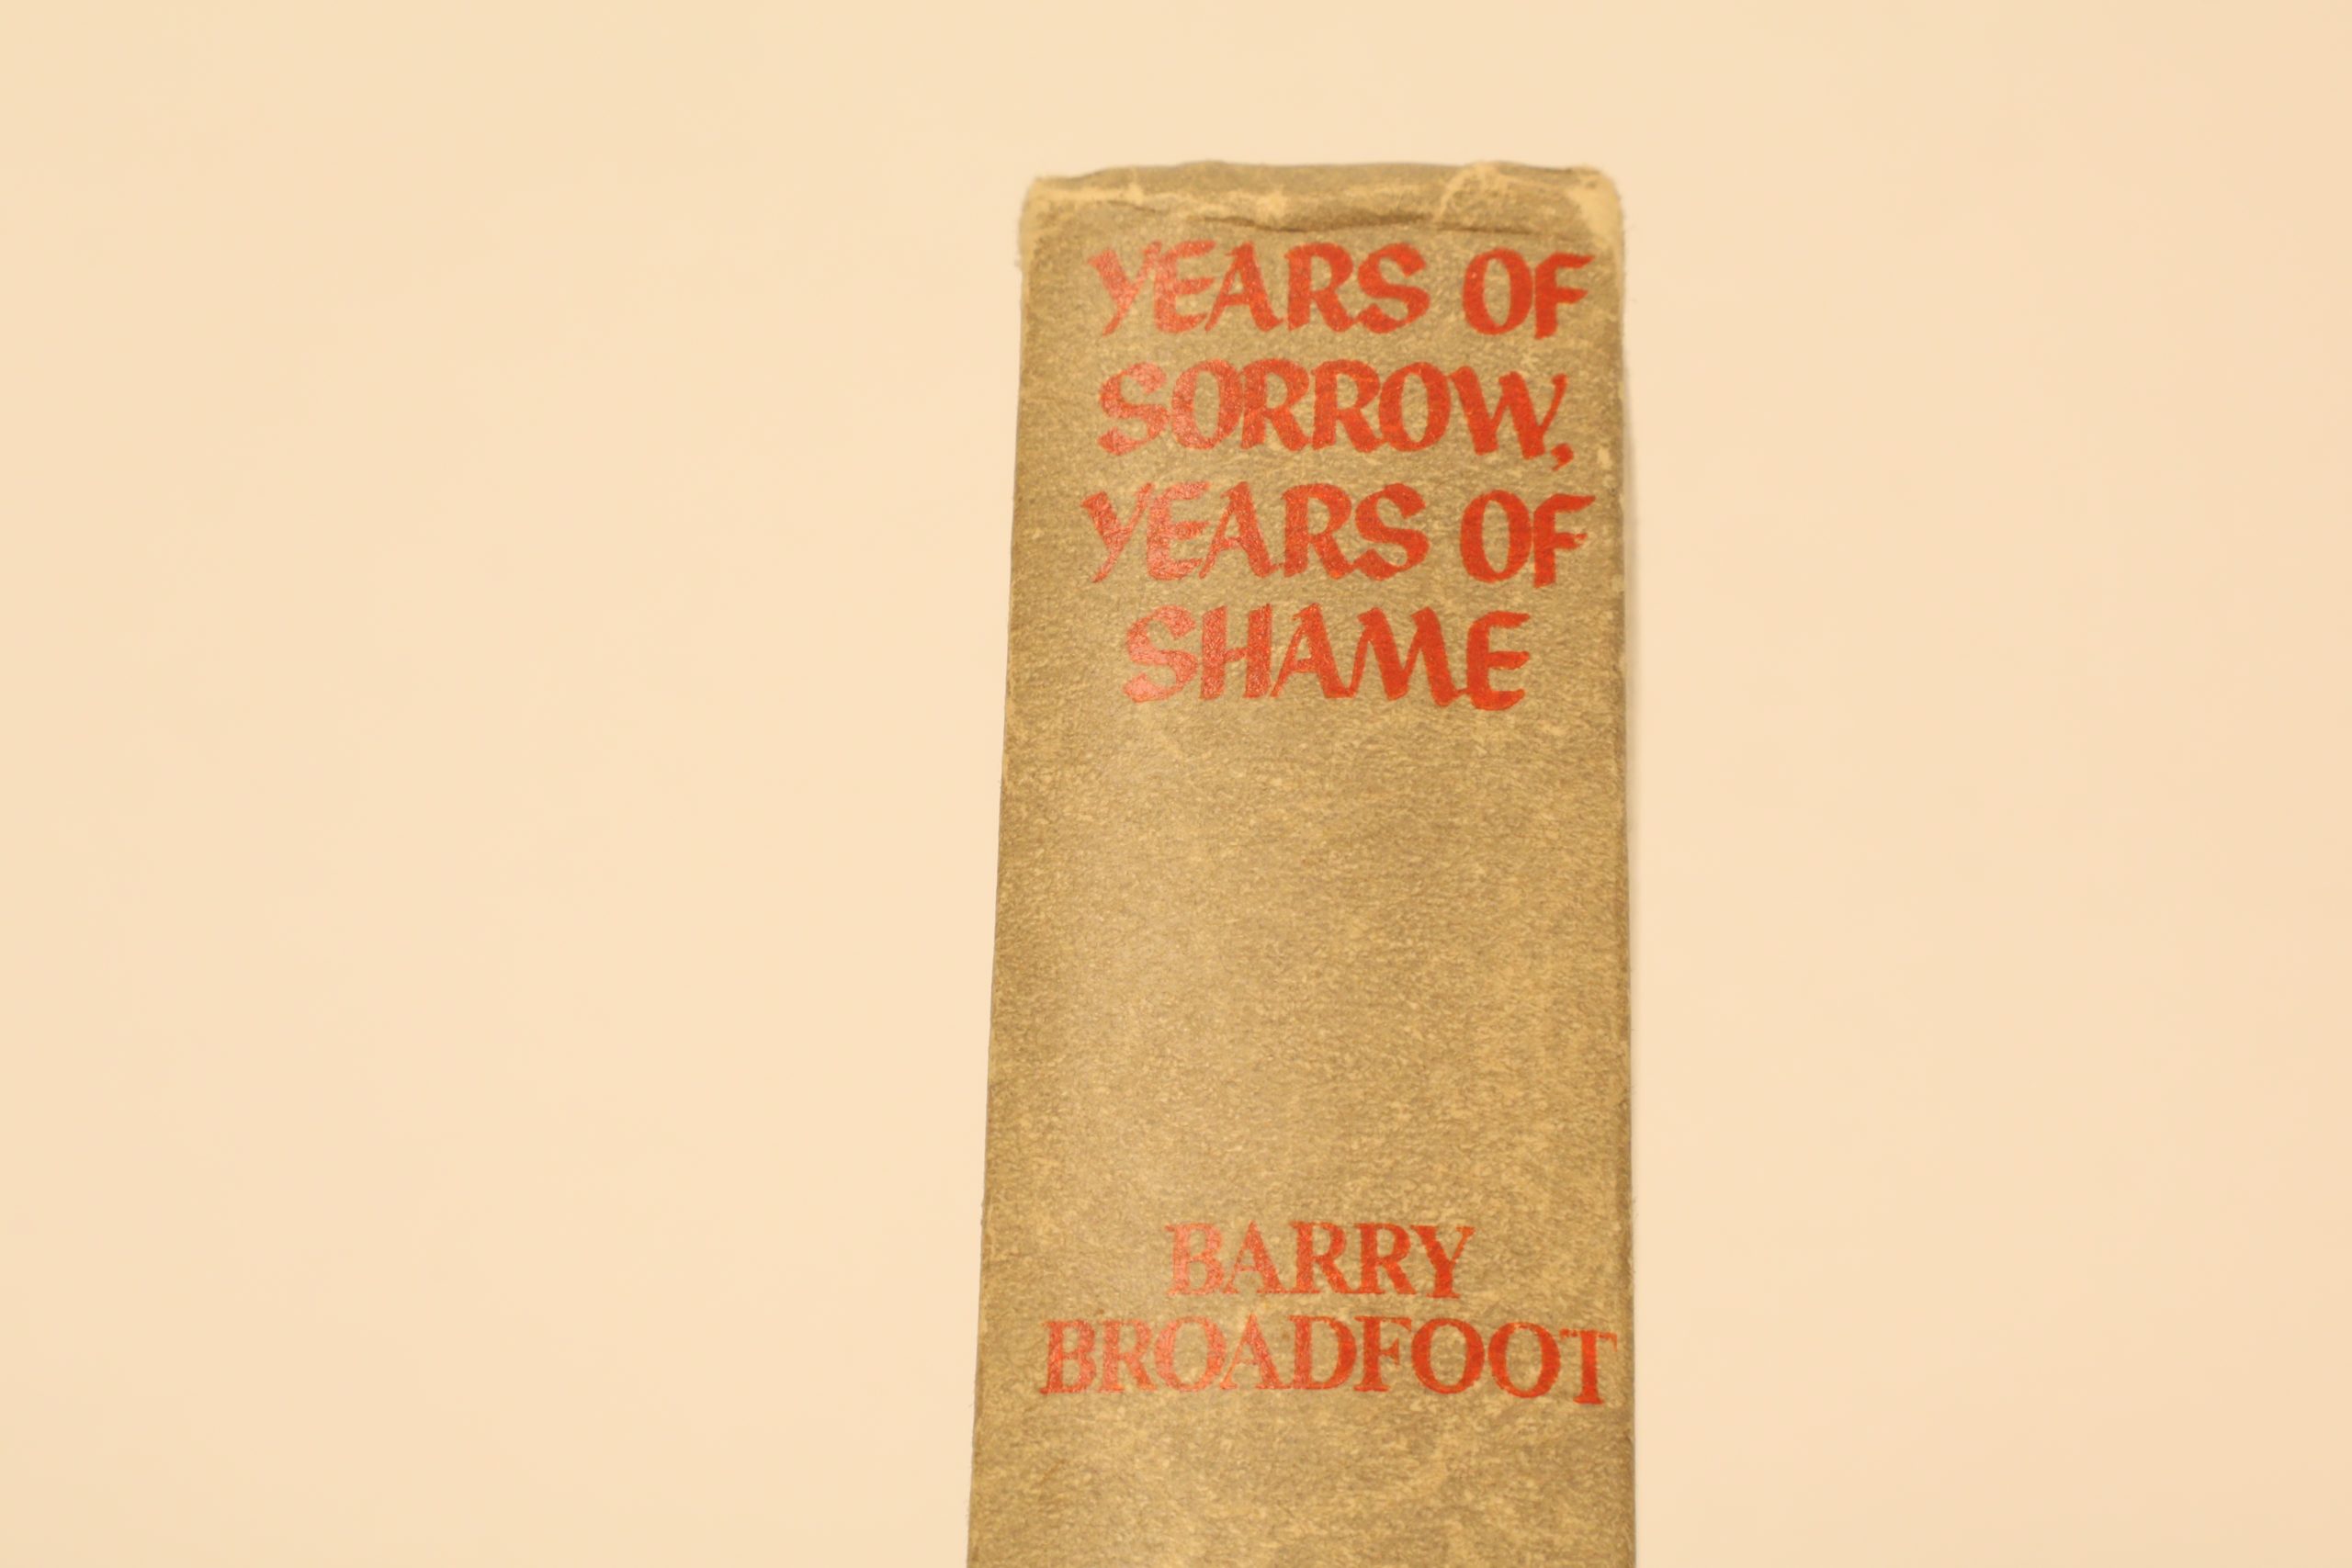 YEARS OF
SORROW,
YEARS OF
SHAME
BARRY
BROADFOOT